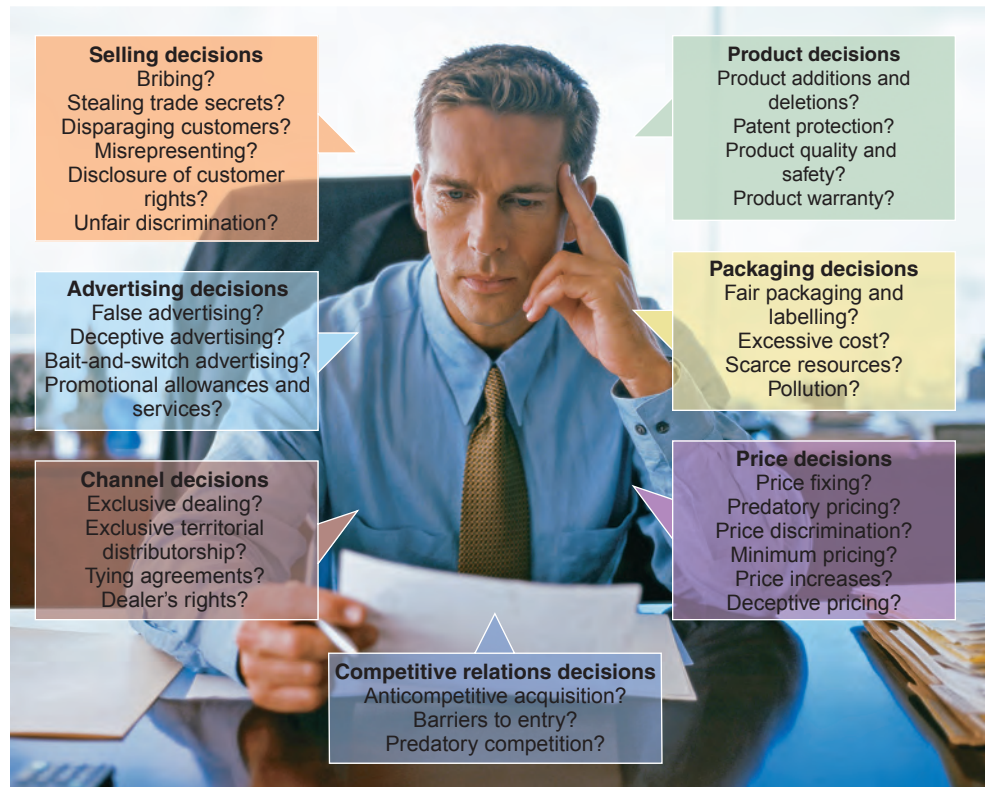 Selling decisions
Bribing?
Stealing trade secrets?
Disparaging customers?
Misrepresenting?
Disclosure of customer
rights?
Unfair discrimination?
Advertising decisions
False advertising?
Deceptive advertising?
Bait-and-switch advertising?
Promotional allowances and
services?
Channel decisions
Exclusive dealing?
Exclusive territorial
distributorship?
Tying agreements?
Dealer's rights?
Product decisions
Product additions and
deletions?
Patent protection?
Product quality and
safety?
Product warranty?
Packaging decisions
Fair packaging and
labelling?
Excessive cost?
Scarce resources?
Pollution?
Price decisions
Price fixing?
Predatory pricing?
Price discrimination?
Minimum pricing?
Price increases?
Deceptive pricing?
Competitive relations decisions
Anticompetitive acquisition?
Barriers to entry?
Predatory competition?